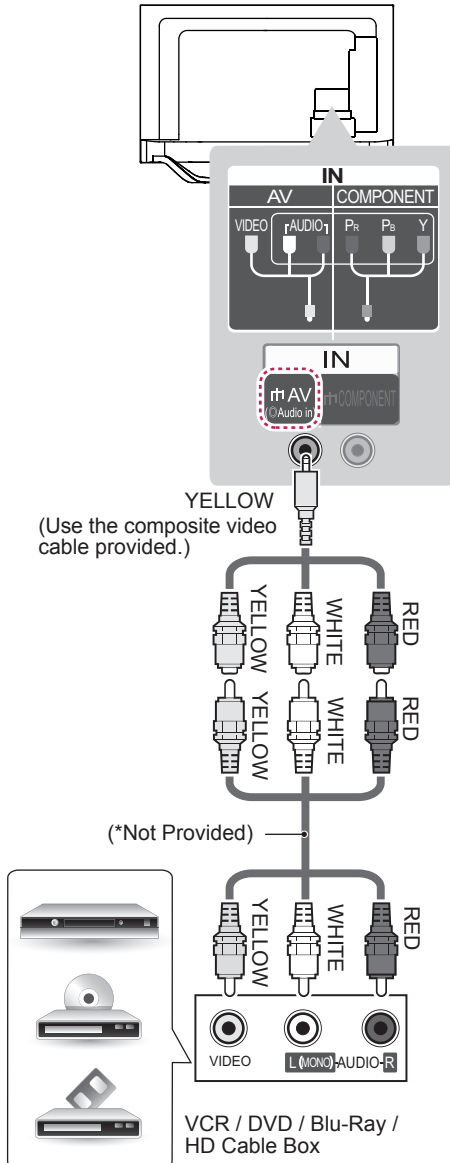 IN
AV COMPONENT
VIDEO AUDIO PR PB Y
IN
AV COMPONENT
(Audio in)
YELLOW
(Use the composite video
cable provided.)
YELLOW WHITE RED
YELLOW WHITE RED
(*Not Provided)
YELLOW WHITE RED
VIDEO L(MONO)-AUDIO-R
VCR / DVD / Blu-Ray /
HD Cable Box